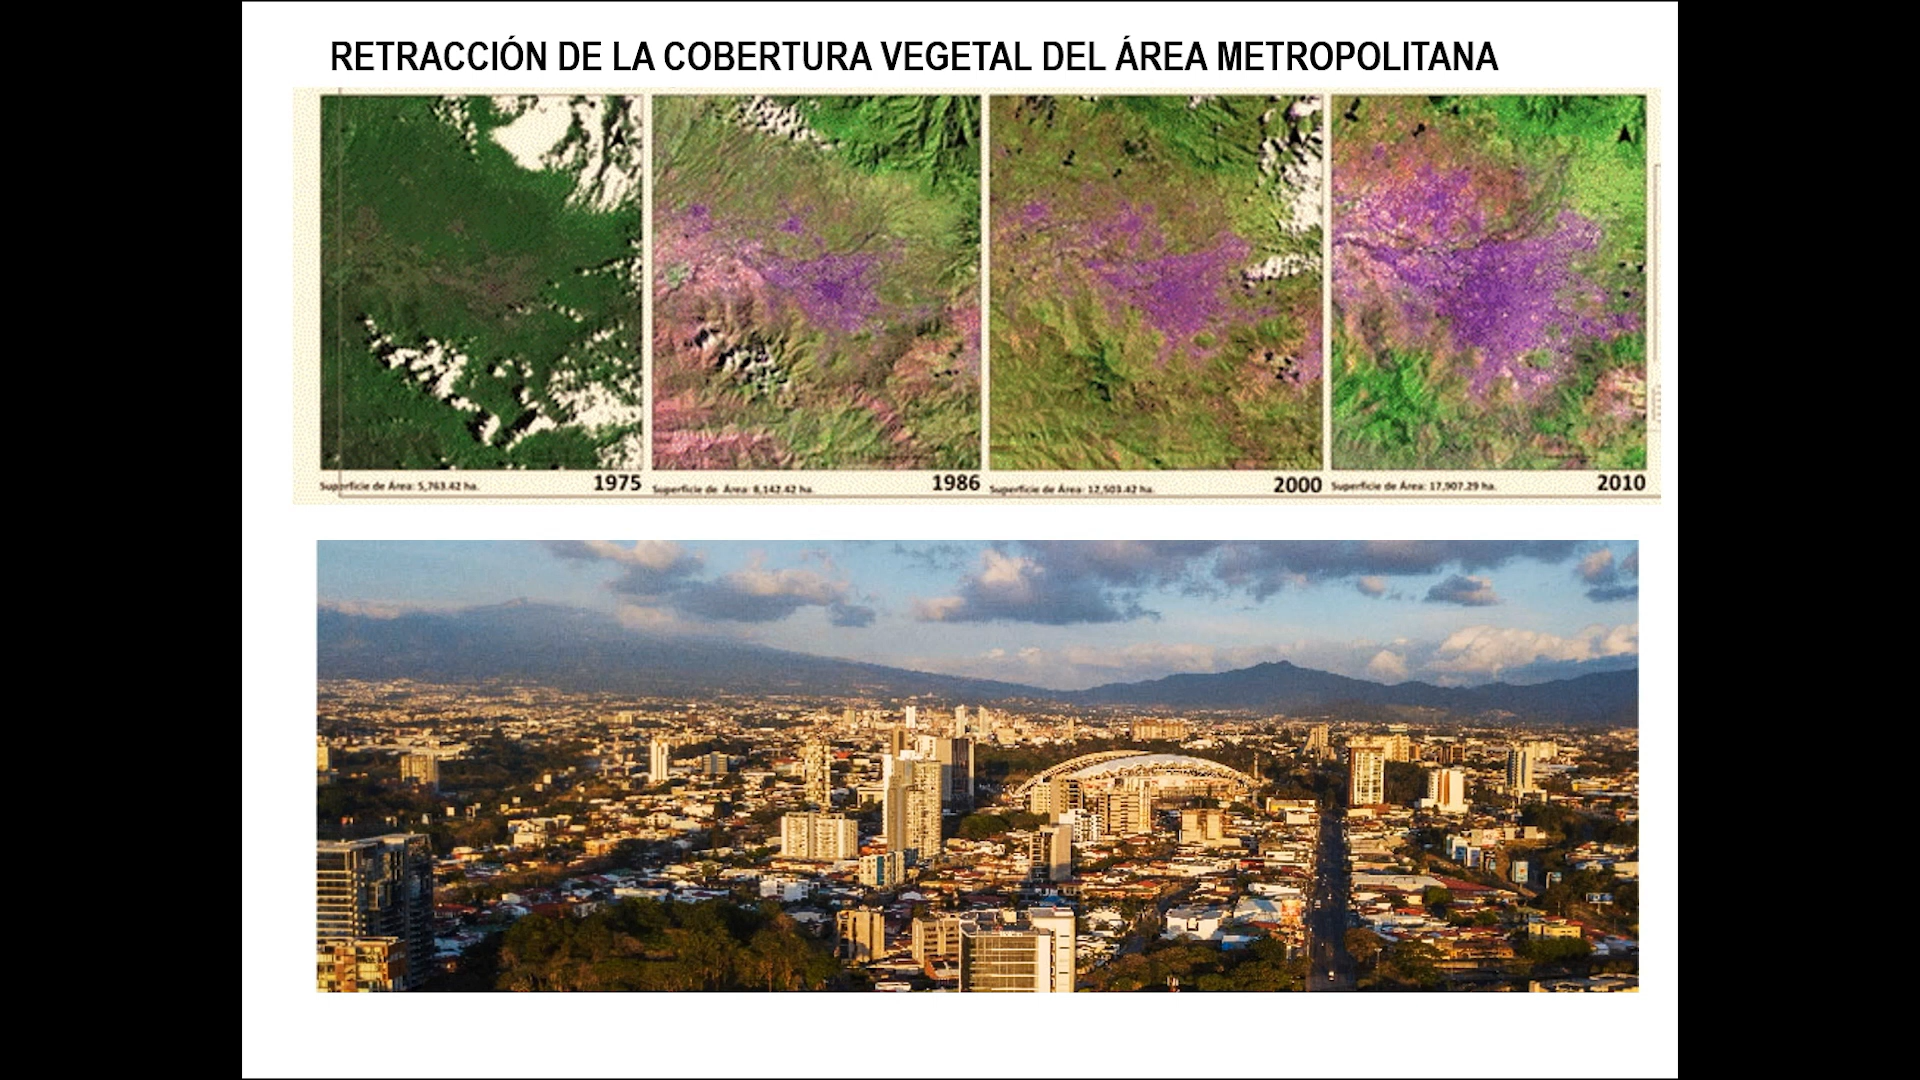 RETRACCIÓN DE LA COBERTURA VEGETAL DEL ÁREA METROPOLITANA
Superficie de Área: 5,763.42 ha.
1975
Superficie de Área: 8,142.42 ha.
1986
Superficie de Área: 12,503.42 ha.
2000
Superficie de Área: 17,907.29 ha.
2010